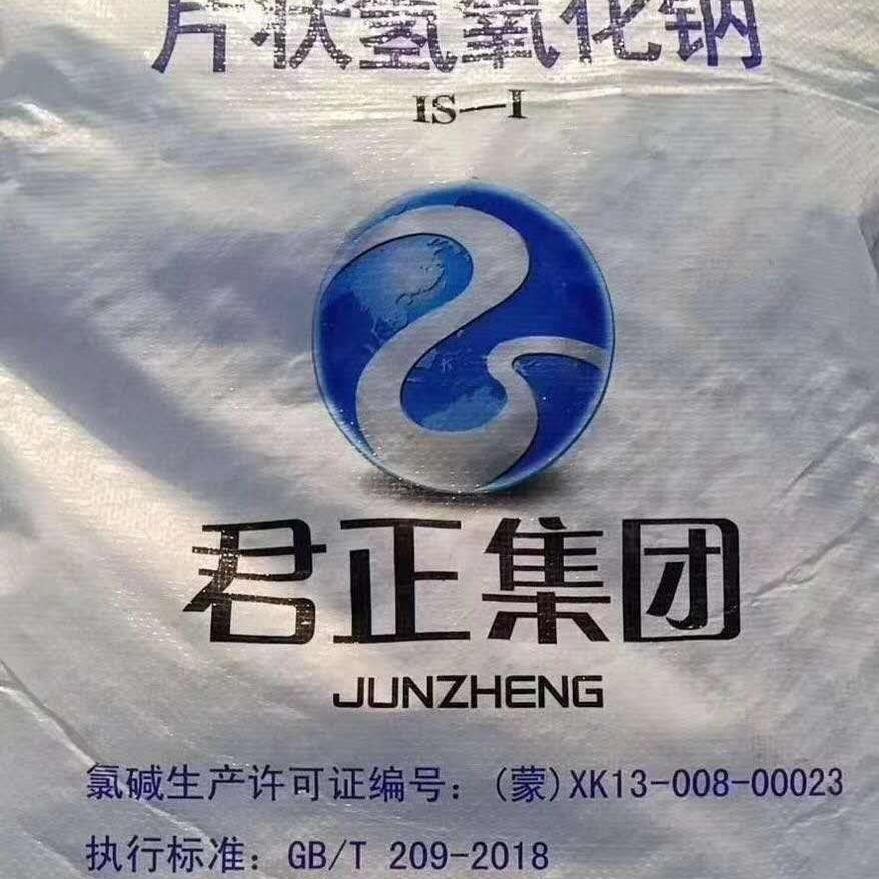 片状氢氧化钠
IS—I
君正集团
JUNZHENG
氯碱生产许可证编号：(蒙)XK13-008-00023
执行标准：GB/T 209-2018